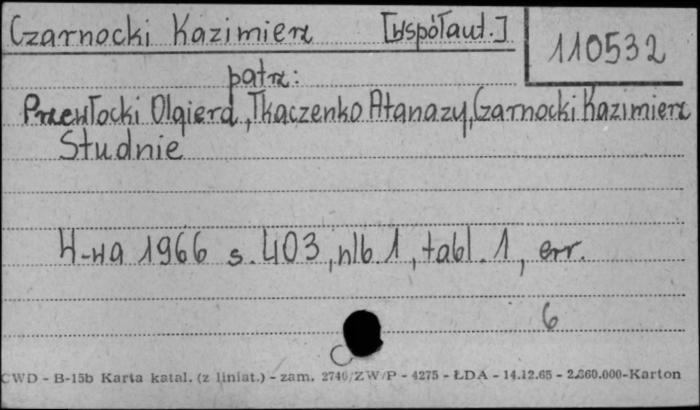 Czarnocki Kazimierz [współaut.]
110532
patrz:
Przewłocki Olgierd, Tkaczenko Atanazy, Czarnocki Kazimierz
Studnie
W-wa 1966 s. 403, nlb. 1, tabl. 1, err.
6
CWD - B-15b Karta katal. (z liniat.) - zam. 2746/ZW/P - 4275 - ŁDA - 14.12.65 - 2.860.000-Karton